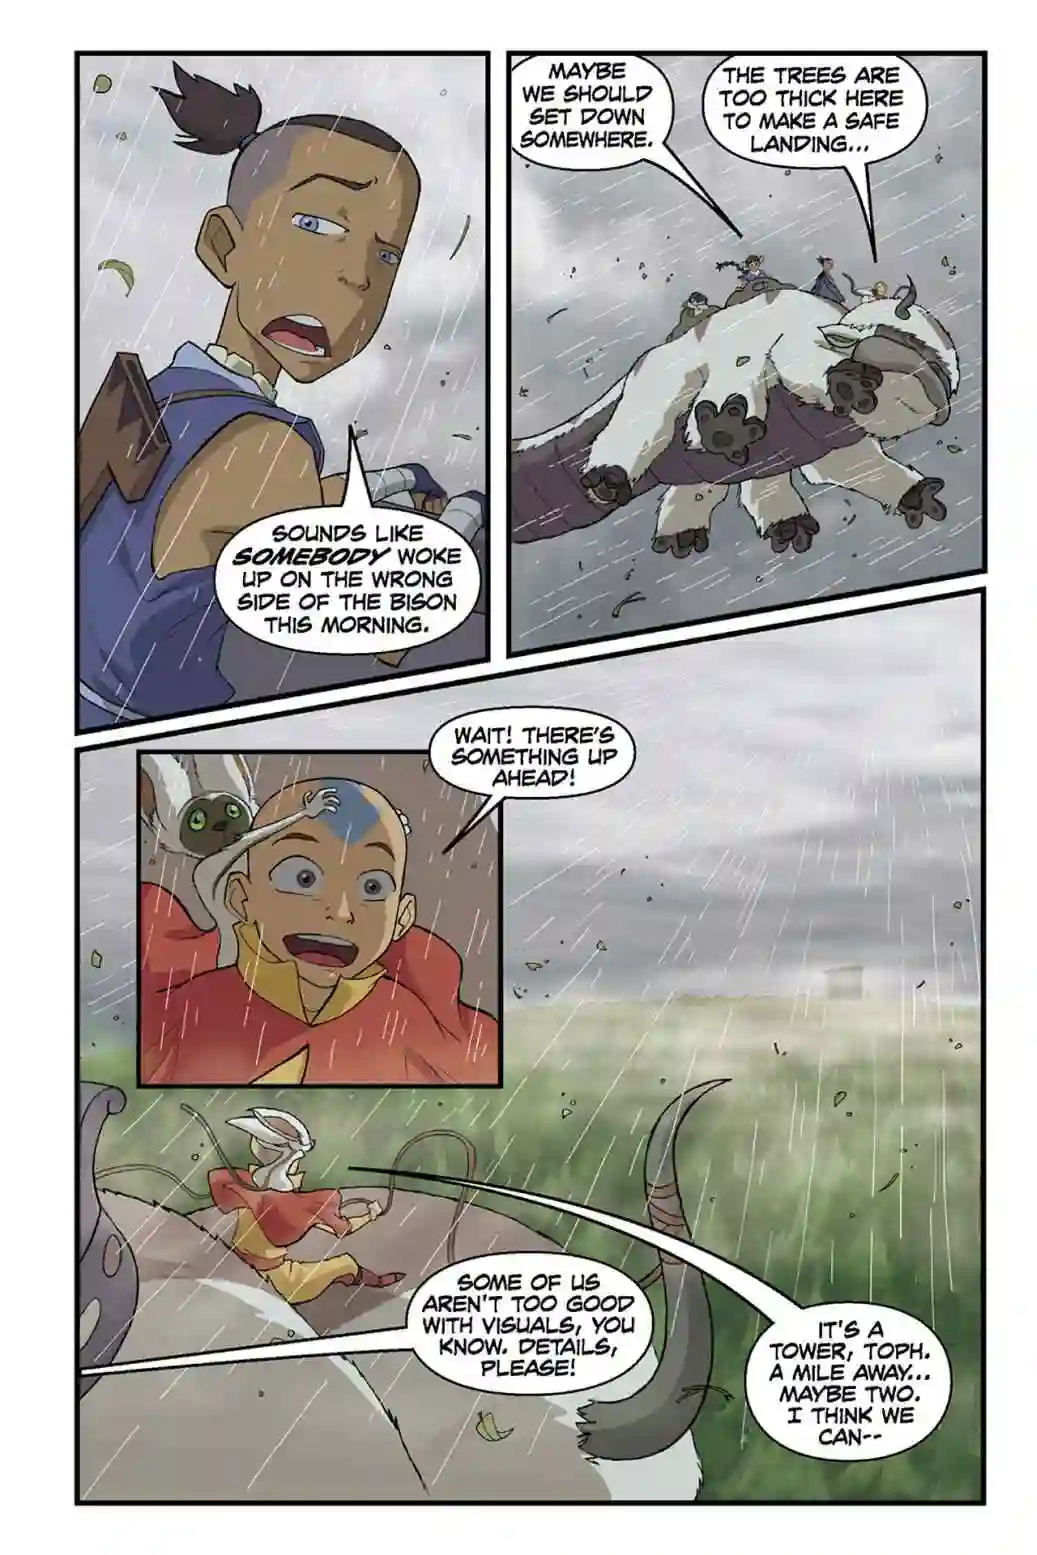 SOUNDS LIKE
SOMEBODY WOKE
UP ON THE WRONG
SIDE OF THE BISON
THIS MORNING.
MAYBE
WE SHOULD
SET DOWN
SOMEWHERE.
THE TREES ARE
TOO THICK HERE
TO MAKE A SAFE
LANDING...
WAIT! THERE'S
SOMETHING UP
AHEAD!
SOME OF US
AREN'T TOO GOOD
WITH VISUALS, YOU
KNOW. DETAILS,
PLEASE!
IT'S A
TOWER, TOPH.
A MILE AWAY...
MAYBE TWO.
I THINK WE
CAN--